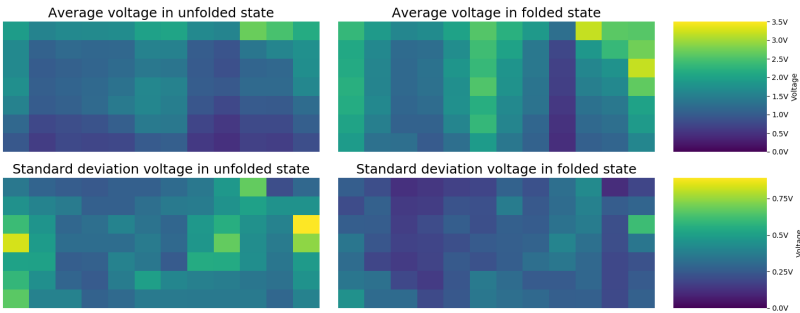 Average voltage in unfolded state
Average voltage in folded state
3.5V
3.0V
2.5V
2.0V
1.5V
1.0V
0.5V
0.0V
Voltage
Standard deviation voltage in unfolded state
Standard deviation voltage in folded state
0.75V
0.50V
0.25V
0.0V
Voltage